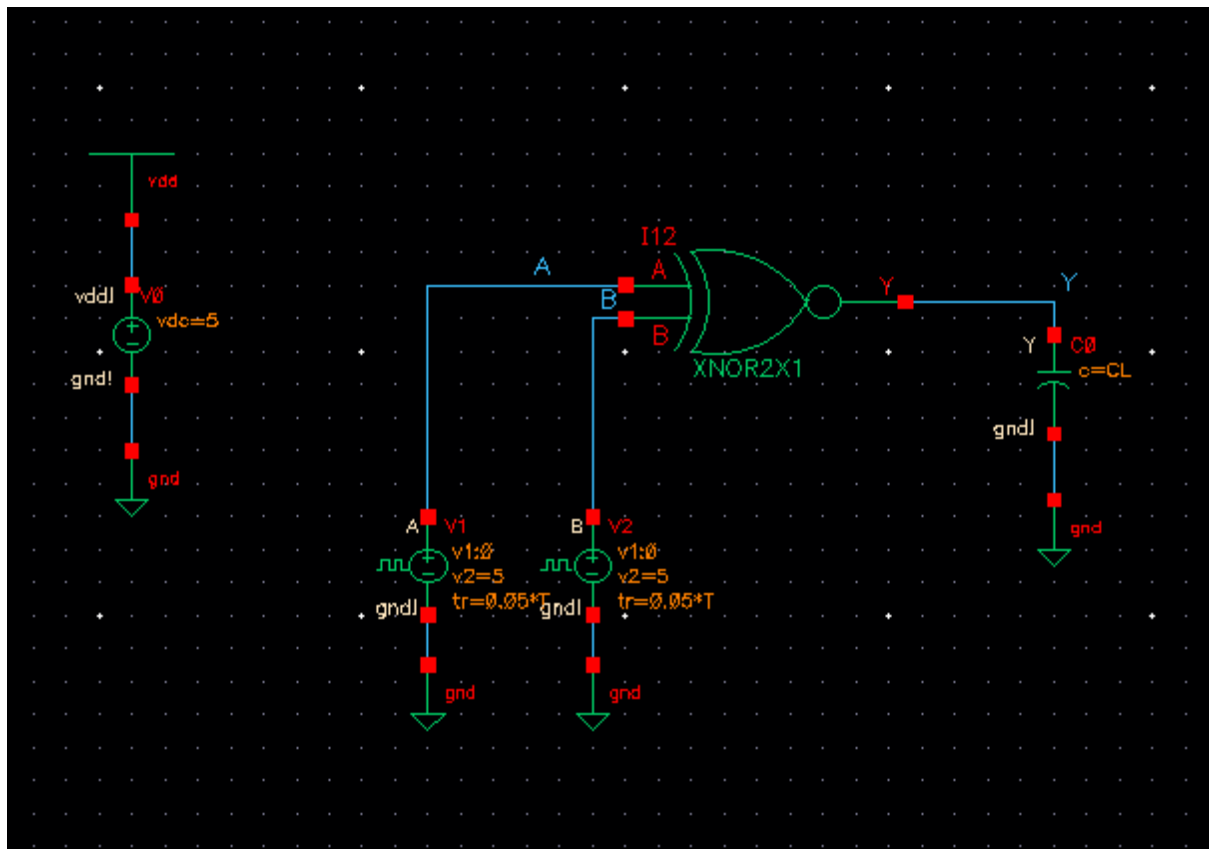 vdd
vdd!
V0
vdc=5
gnd!
gnd
I12
A
A
B
B
Y
XNOR2X1
Y
Y
C0
c=CL
gnd!
gnd
A
V1
v1:0
v2=5
tr=0.05*T
gnd!
gnd
B
V2
v1:0
v2=5
tr=0.05*T
gnd!
gnd